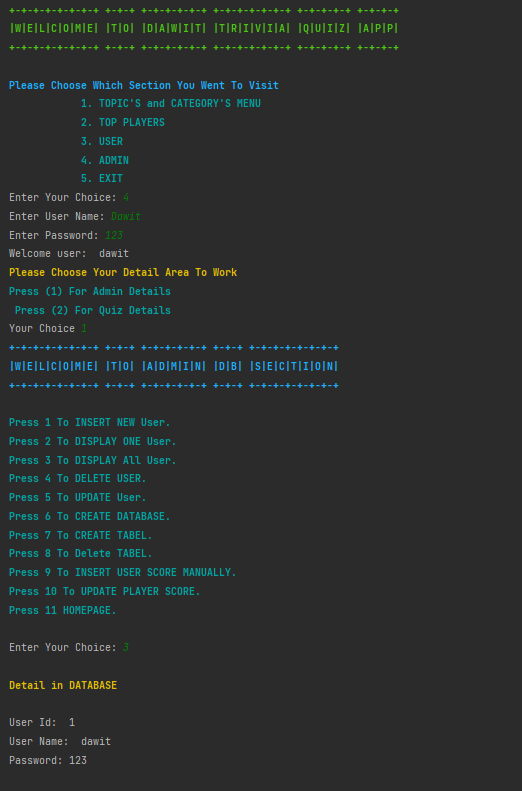 +-+-+-+-+-+-+-+ +-+-+ +-+-+-+-+-+ +-+-+-+-+-+-+ +-+-+-+-+ +-+-+-+
|W|E|L|C|O|M|E| |T|O| |D|A|W|I|T| |T|R|I|V|I|A| |Q|U|I|Z| |A|P|P|
+-+-+-+-+-+-+-+ +-+-+ +-+-+-+-+-+ +-+-+-+-+-+-+ +-+-+-+-+ +-+-+-+
Please Choose Which Section You Went To Visit
1. TOPIC'S and CATEGORY'S MENU
2. TOP PLAYERS
3. USER
4. ADMIN
5. EXIT
Enter Your Choice: 4
Enter User Name: Dawit
Enter Password: 123
Welcome user:  dawit
Please Choose Your Detail Area To Work
Press (1) For Admin Details
Press (2) For Quiz Details
Your Choice 1
+-+-+-+-+-+-+-+ +-+-+ +-+-+-+-+-+ +-+-+ +-+-+-+-+-+-+-+
|W|E|L|C|O|M|E| |T|O| |A|D|M|I|N| |D|B| |S|E|C|T|I|O|N|
+-+-+-+-+-+-+-+ +-+-+ +-+-+-+-+-+ +-+-+ +-+-+-+-+-+-+-+
Press 1 To INSERT NEW User.
Press 2 To DISPLAY ONE User.
Press 3 To DISPLAY All User.
Press 4 To DELETE USER.
Press 5 To UPDATE User.
Press 6 To CREATE DATABASE.
Press 7 To CREATE TABEL.
Press 8 To Delete TABEL.
Press 9 To INSERT USER SCORE MANUALLY.
Press 10 To UPDATE PLAYER SCORE.
Press 11 HOMEPAGE.
Enter Your Choice: 3
Detail in DATABASE
User Id:  1
User Name:  dawit
Password: 123